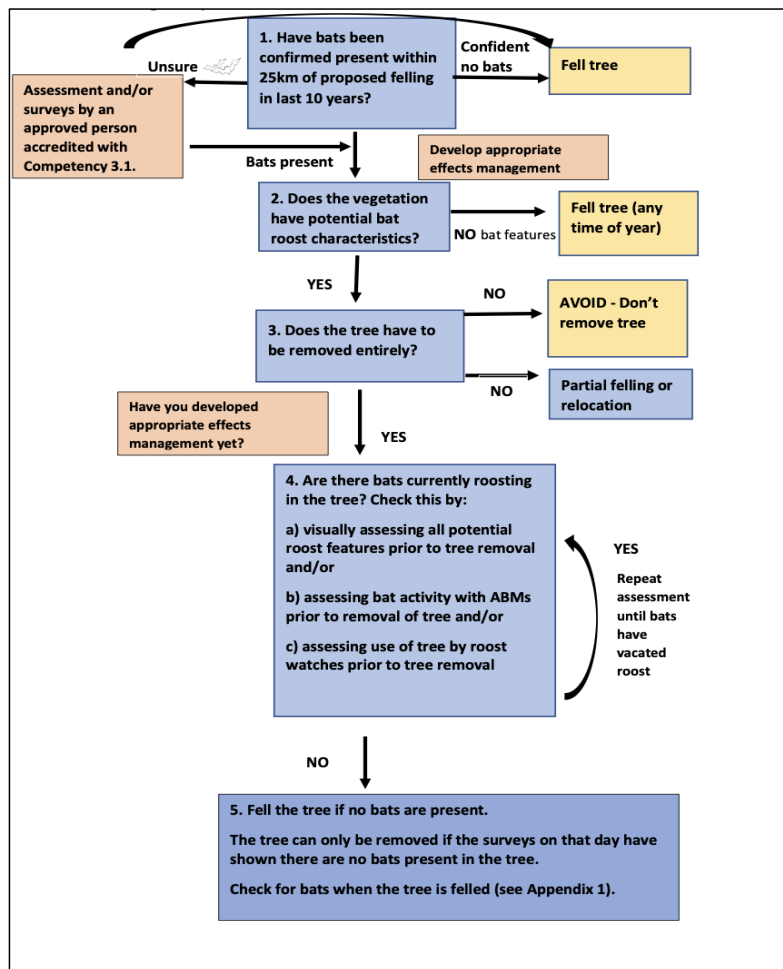 1. Have bats been
confirmed present within
25km of proposed felling
in last 10 years?
Unsure
Confident
no bats
Fell tree
Assessment and/or
surveys by an
approved person
accredited with
Competency 3.1.
Bats present
Develop appropriate
effects management
2. Does the vegetation
have potential bat
roost characteristics?
NO bat features
Fell tree (any
time of year)
YES
3. Does the tree have to
be removed entirely?
NO
AVOID - Don't
remove tree
NO
Partial felling or
relocation
Have you developed
appropriate effects
management yet?
YES
4. Are there bats currently roosting
in the tree? Check this by:
a) visually assessing all potential
roost features prior to tree removal
and/or
b) assessing bat activity with ABMs
prior to removal of tree and/or
c) assessing use of tree by roost
watches prior to tree removal
YES
Repeat
assessment
until bats
have
vacated
roost
NO
5. Fell the tree if no bats are present.
The tree can only be removed if the surveys on that day have
shown there are no bats present in the tree.
Check for bats when the tree is felled (see Appendix 1).